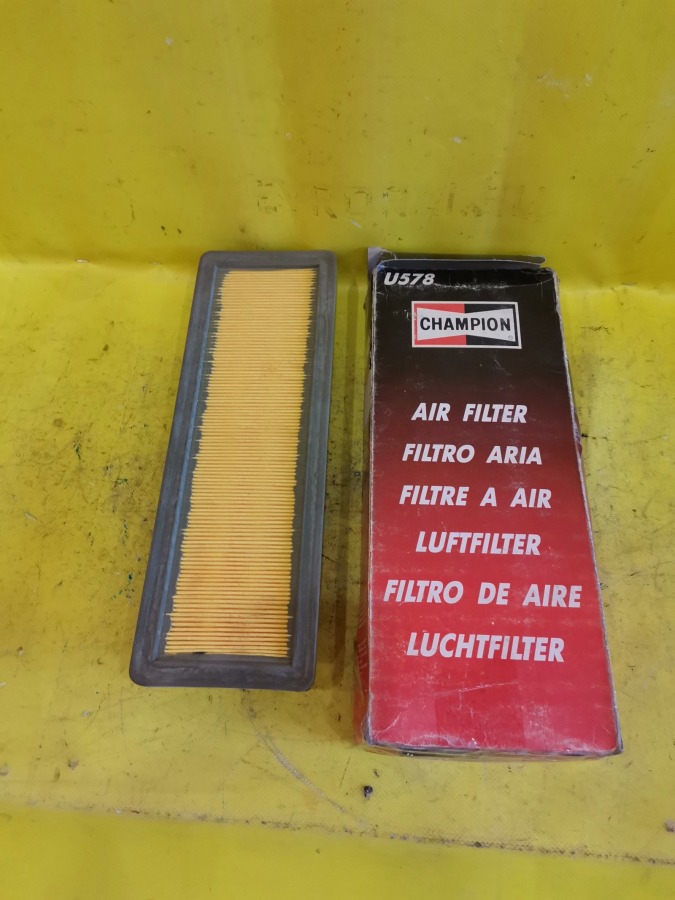 U578
CHAMPION
AIR FILTER
FILTRO ARIA
FILTRE A AIR
LUFTFILTER
FILTRO DE AIRE
LUCHTFILTER